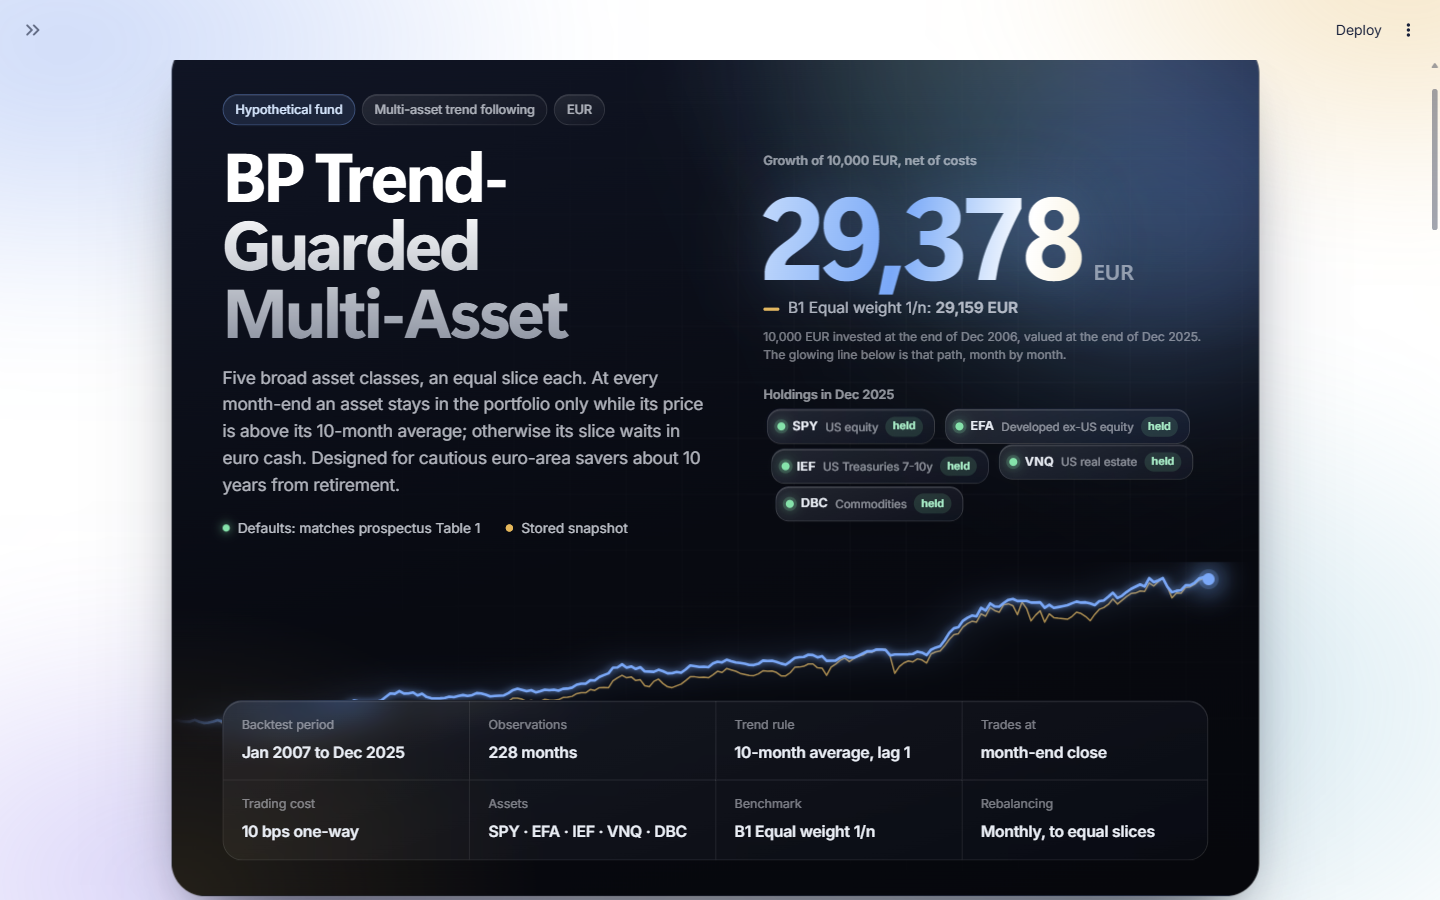 Deploy
Hypothetical fund
Multi-asset trend following
EUR
BP Trend-
Guarded
Multi-Asset
Five broad asset classes, an equal slice each. At every
month-end an asset stays in the portfolio only while its price
is above its 10-month average; otherwise its slice waits in
euro cash. Designed for cautious euro-area savers about 10
years from retirement.
Defaults: matches prospectus Table 1
Stored snapshot
Growth of 10,000 EUR, net of costs
29,378 EUR
B1 Equal weight 1/n: 29,159 EUR
10,000 EUR invested at the end of Dec 2006, valued at the end of Dec 2025.
The glowing line below is that path, month by month.
Holdings in Dec 2025
SPY US equity held
EFA Developed ex-US equity held
IEF US Treasuries 7-10y held
VNQ US real estate held
DBC Commodities held
Backtest period
Jan 2007 to Dec 2025
Observations
228 months
Trend rule
10-month average, lag 1
Trades at
month-end close
Trading cost
10 bps one-way
Assets
SPY · EFA · IEF · VNQ · DBC
Benchmark
B1 Equal weight 1/n
Rebalancing
Monthly, to equal slices